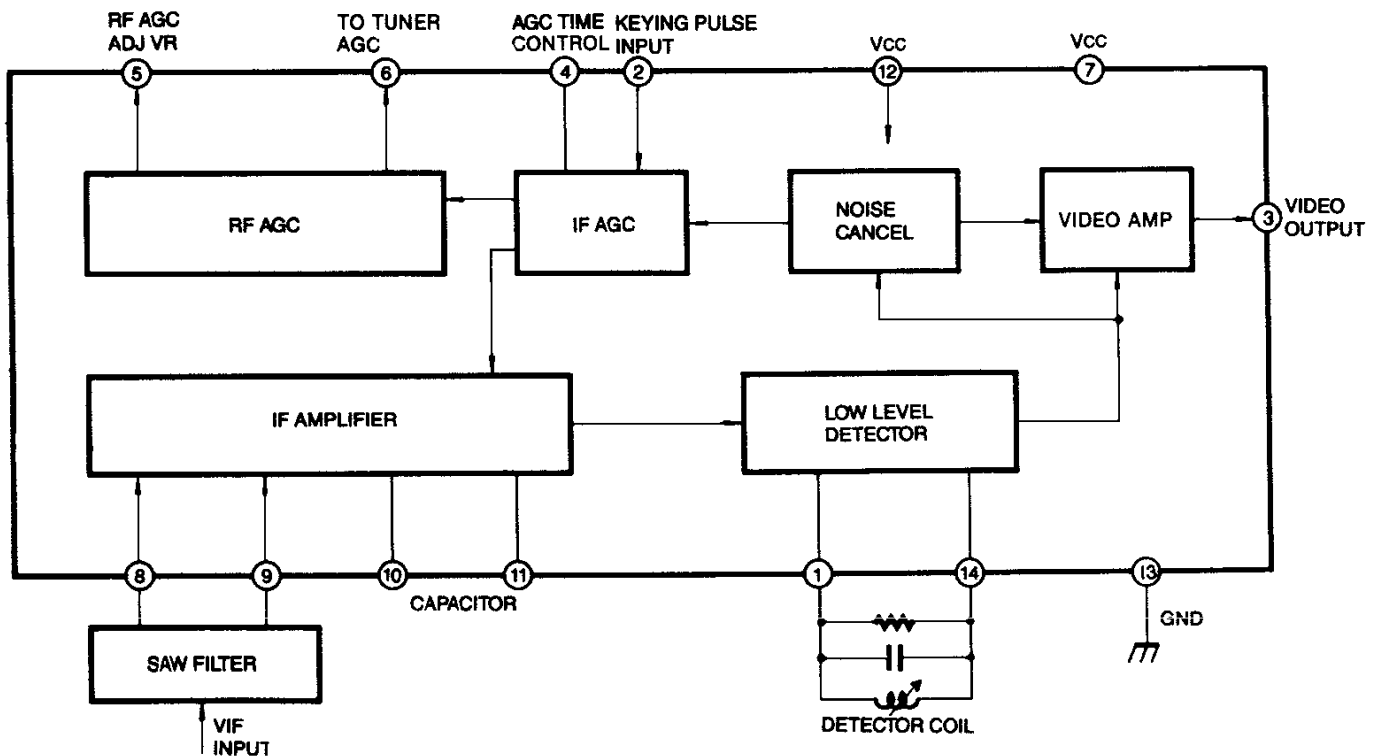 RF AGC
ADJ VR
TO TUNER
AGC
AGC TIME
CONTROL
KEYING PULSE
INPUT
VCC
VCC
5
6
4
2
12
7
RF AGC
IF AGC
NOISE
CANCEL
VIDEO AMP
3
VIDEO
OUTPUT
IF AMPLIFIER
LOW LEVEL
DETECTOR
8
9
10
11
1
14
13
CAPACITOR
GND
SAW FILTER
DETECTOR COIL
VIF
INPUT